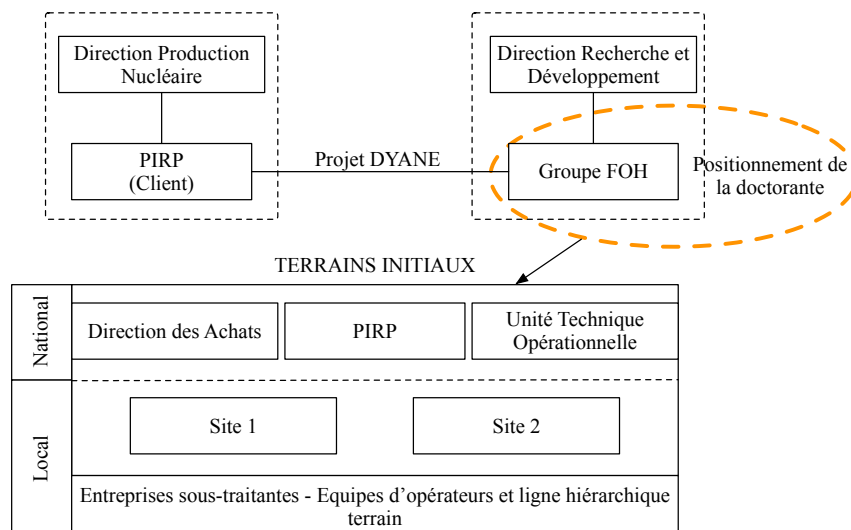 Direction Production
Nucléaire
Direction Recherche et
Développement
PIRP
(Client)
Projet DYANE
Groupe FOH
Positionnement de
la doctorante
TERRAINS INITIAUX
National
Direction des Achats
PIRP
Unité Technique
Opérationnelle
Local
Site 1
Site 2
Entreprises sous-traitantes - Equipes d’opérateurs et ligne hiérarchique
terrain